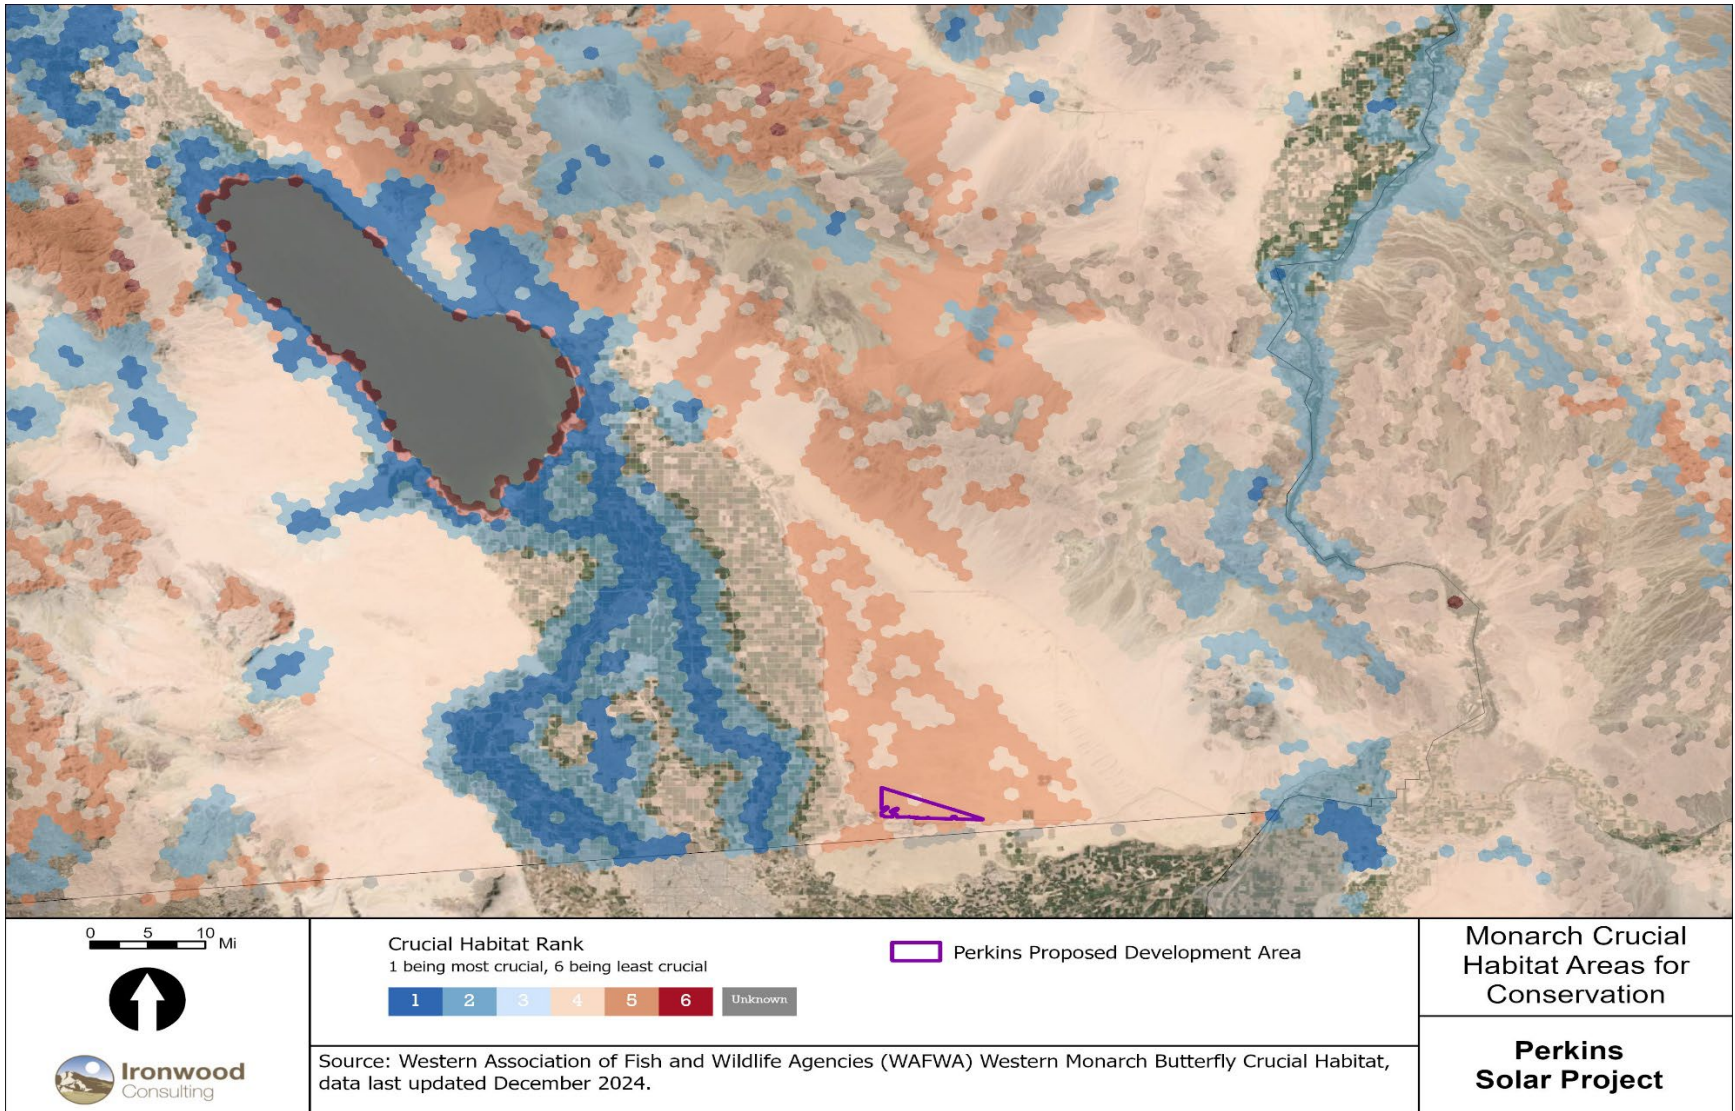 0 5 10 Mi
Ironwood
Consulting
Crucial Habitat Rank
1 being most crucial, 6 being least crucial
1 2 3 4 5 6 Unknown
Perkins Proposed Development Area
Source: Western Association of Fish and Wildlife Agencies (WAFWA) Western Monarch Butterfly Crucial Habitat,
data last updated December 2024.
Monarch Crucial
Habitat Areas for
Conservation
Perkins
Solar Project